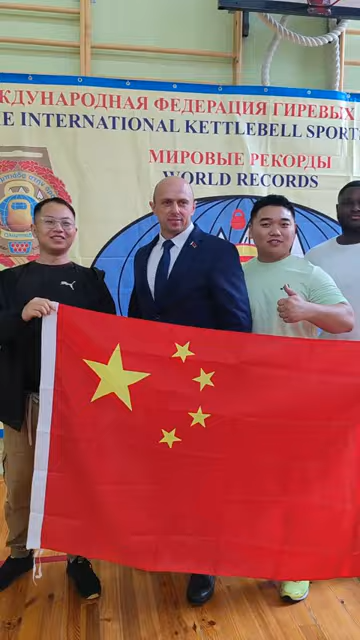 ЖДУНАРОДНАЯ ФЕДЕРАЦИЯ ГИРЕВЫХ
E INTERNATIONAL KETTLEBELL SPORT
МИРОВЫЕ РЕКОРДЫ
WORLD RECORDS